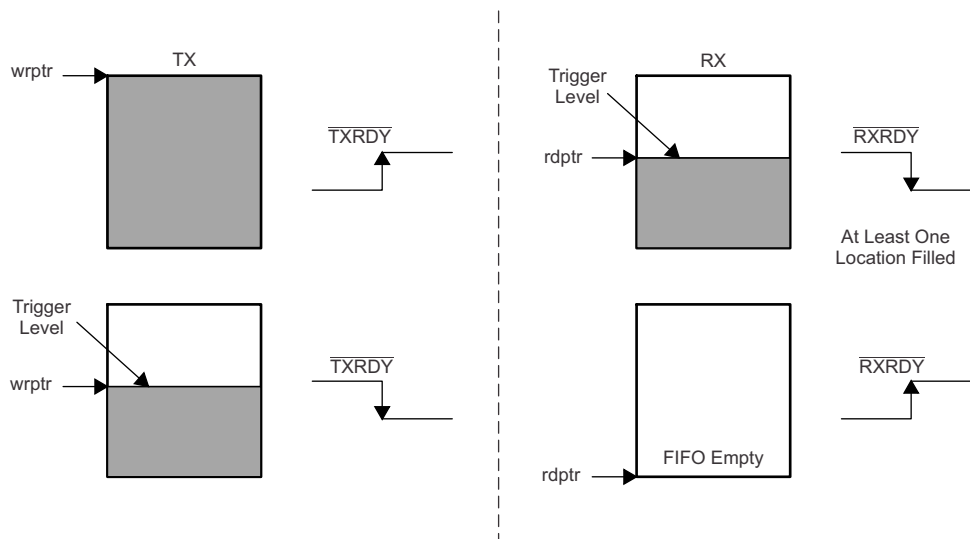 TX
wrptr
TXRDY
Trigger
Level
wrptr
TXRDY
RX
Trigger
Level
rdptr
RXRDY
At Least One
Location Filled
RXRDY
FIFO Empty
rdptr